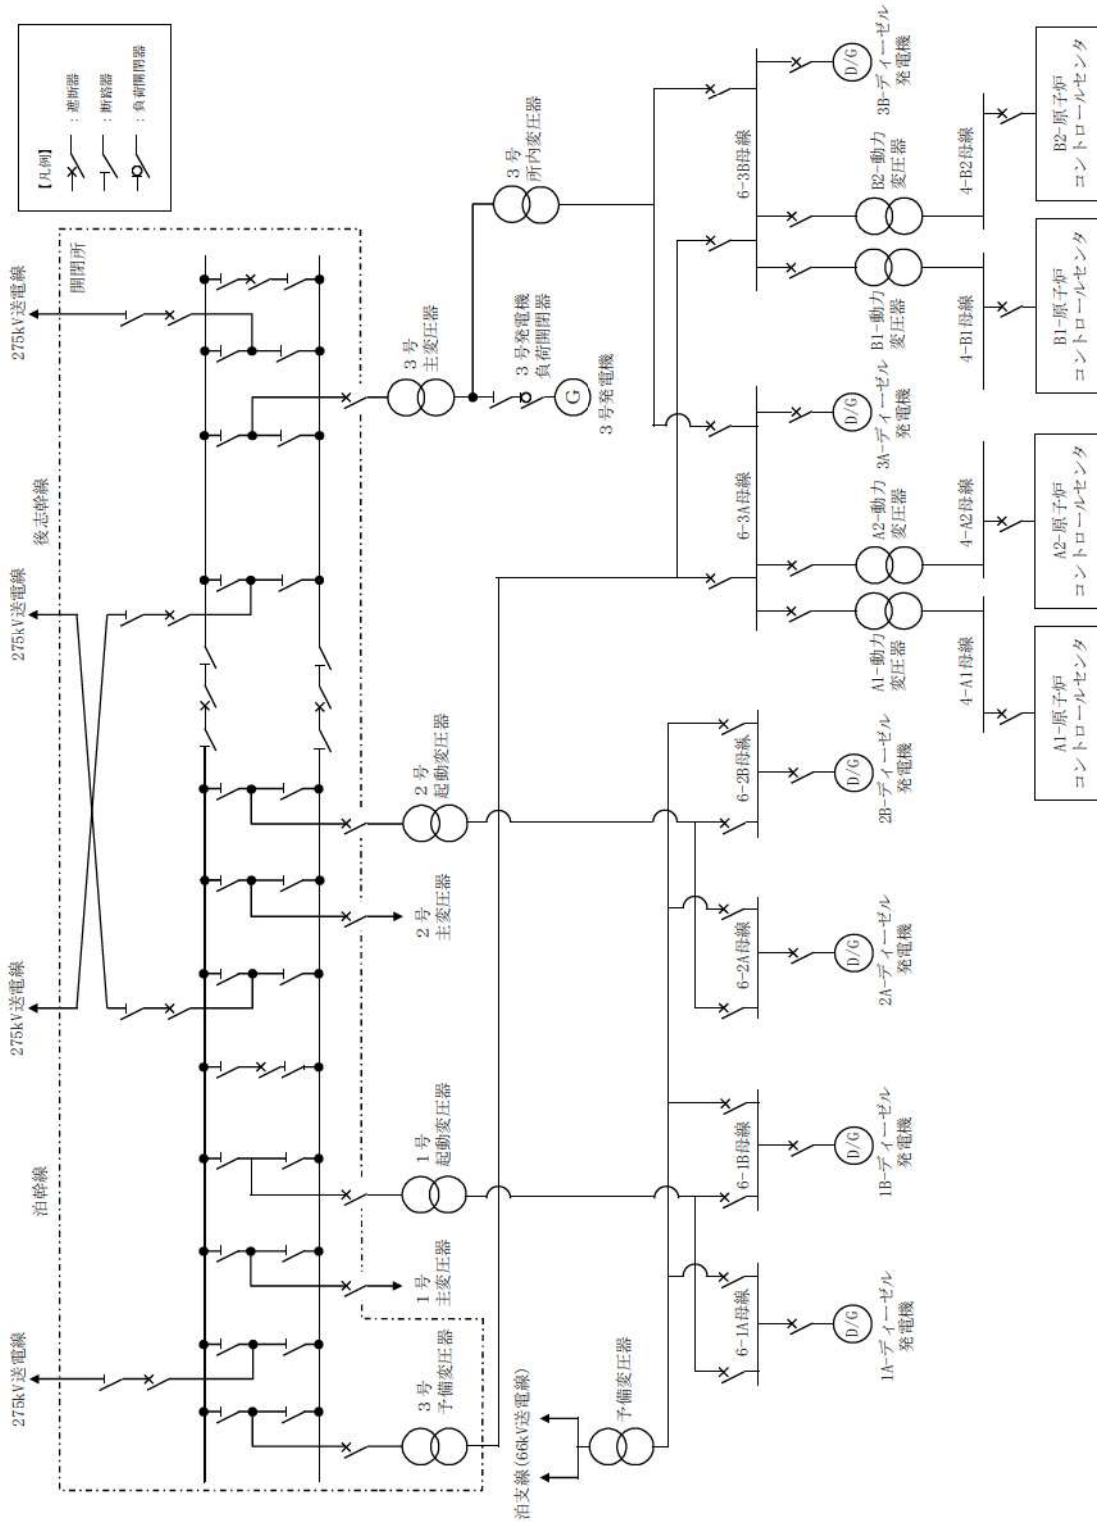 【凡例】
：遮断器
：断路器
：負荷開閉器
275kV送電線
275kV送電線
275kV送電線
275kV送電線
泊幹線
後志幹線
開閉所
3号
予備変圧器
1号
主変圧器
1号
起動変圧器
2号
主変圧器
2号
起動変圧器
3号
主変圧器
3号発電機
負荷開閉器
G
3号発電機
3号
所内変圧器
泊支線(66kV送電線)
予備変圧器
6-1A母線
6-1B母線
6-2A母線
6-2B母線
6-3A母線
6-3B母線
D/G
1A-ディーゼル
発電機
D/G
1B-ディーゼル
発電機
D/G
2A-ディーゼル
発電機
D/G
2B-ディーゼル
発電機
D/G
3A-ディーゼル
発電機
D/G
3B-ディーゼル
発電機
A1-動力
変圧器
A2-動力
変圧器
B1-動力
変圧器
B2-動力
変圧器
4-A1母線
4-A2母線
4-B1母線
4-B2母線
A1-原子炉
コントロールセンタ
A2-原子炉
コントロールセンタ
B1-原子炉
コントロールセンタ
B2-原子炉
コントロールセンタ